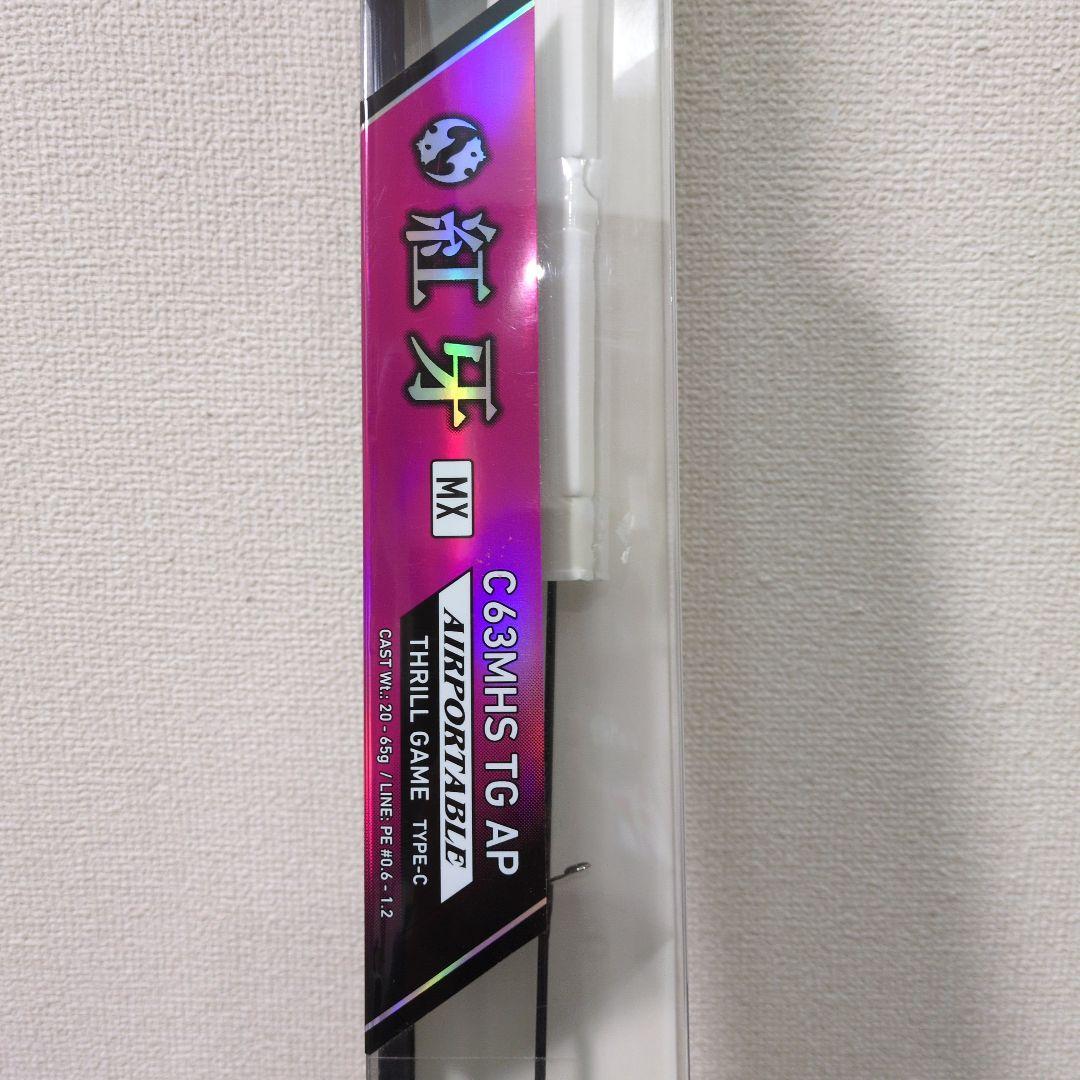 紅牙
MX
C63MHS TG AP
AIRPORTABLE
THRILL GAME TYPE-C
CAST Wt.: 20 - 65g / LINE: PE #0.6 - 1.2